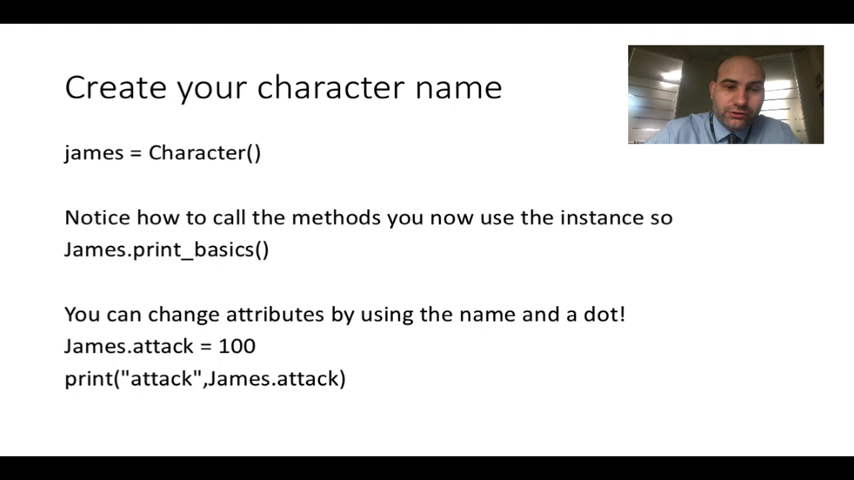 Create your character name
james = Character()
Notice how to call the methods you now use the instance so
James.print_basics()
You can change attributes by using the name and a dot!
James.attack = 100
print("attack",James.attack)